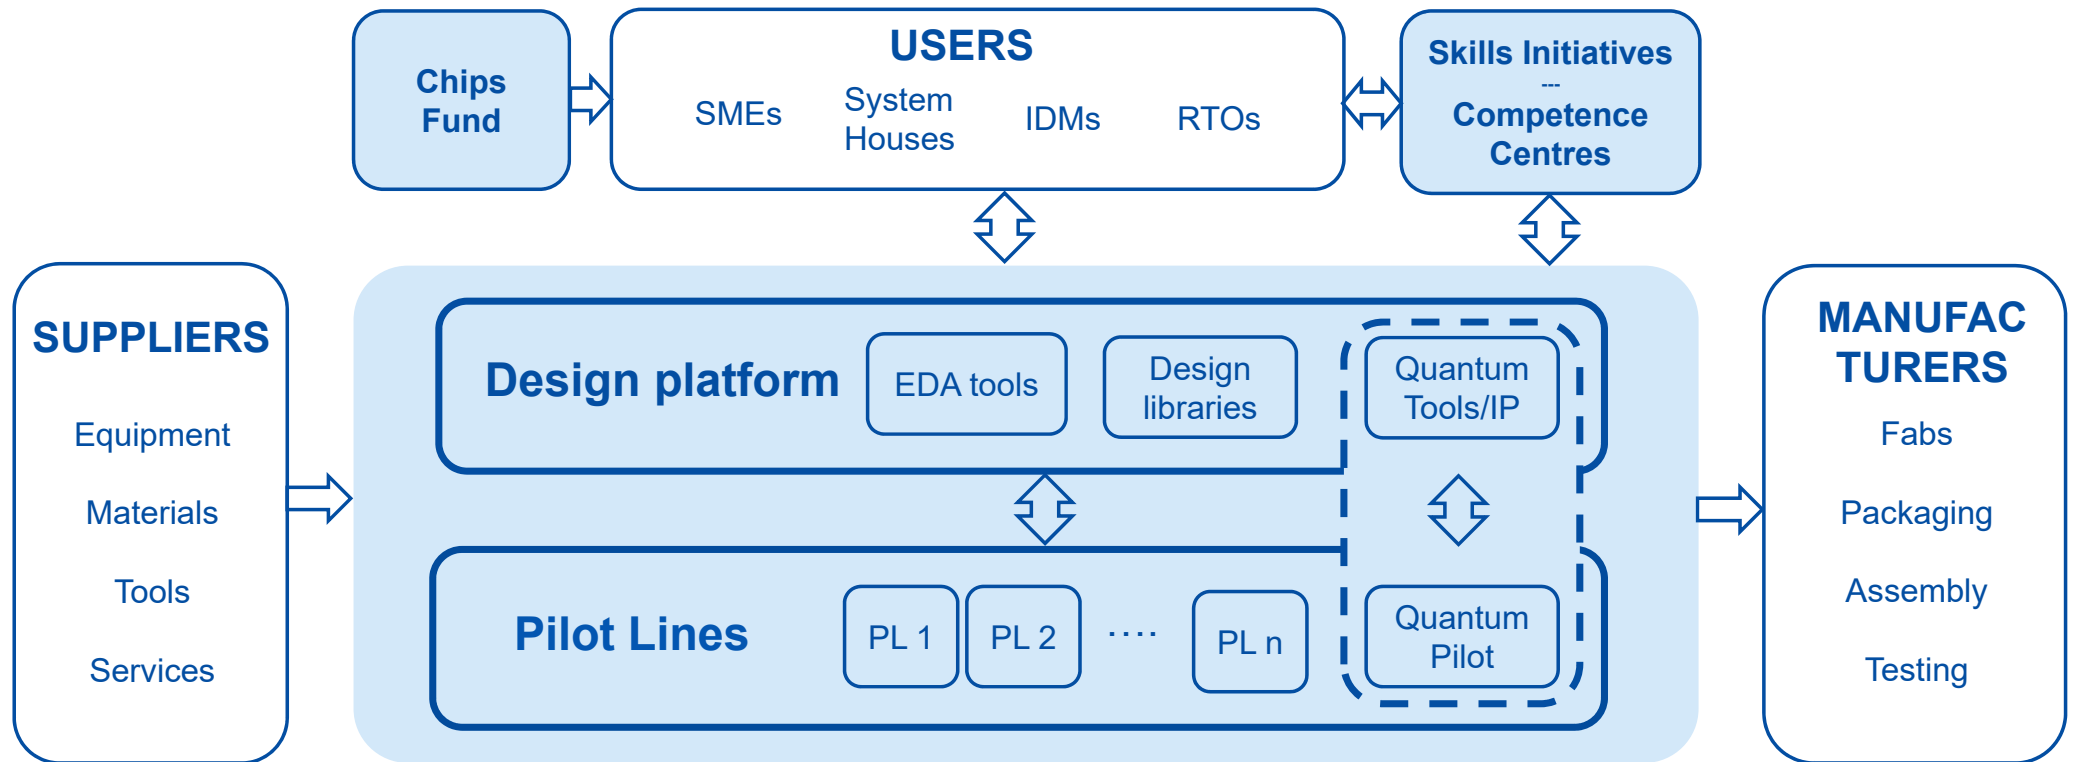 Chips
Fund
USERS
SMEs
System
Houses
IDMs
RTOs
Skills Initiatives
---
Competence
Centres
SUPPLIERS
Equipment
Materials
Tools
Services
Design platform
EDA tools
Design
libraries
Quantum
Tools/IP
Pilot Lines
PL 1
PL 2
....
PL n
Quantum
Pilot
MANUFAC
TURERS
Fabs
Packaging
Assembly
Testing